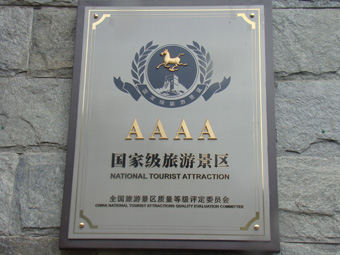 AAAA
国家级旅游景区
NATIONAL TOURIST ATTRACTION
全国旅游景区质量等级评定委员会
CHINA NATIONAL TOURIST ATTRACTIONS QUALITY EVALUATION COMMITTEE